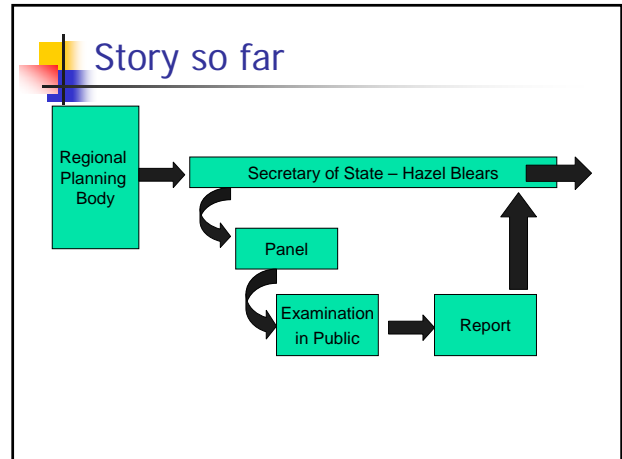 Story so far
Regional
Planning
Body
Secretary of State – Hazel Blears
Panel
Examination
in Public
Report